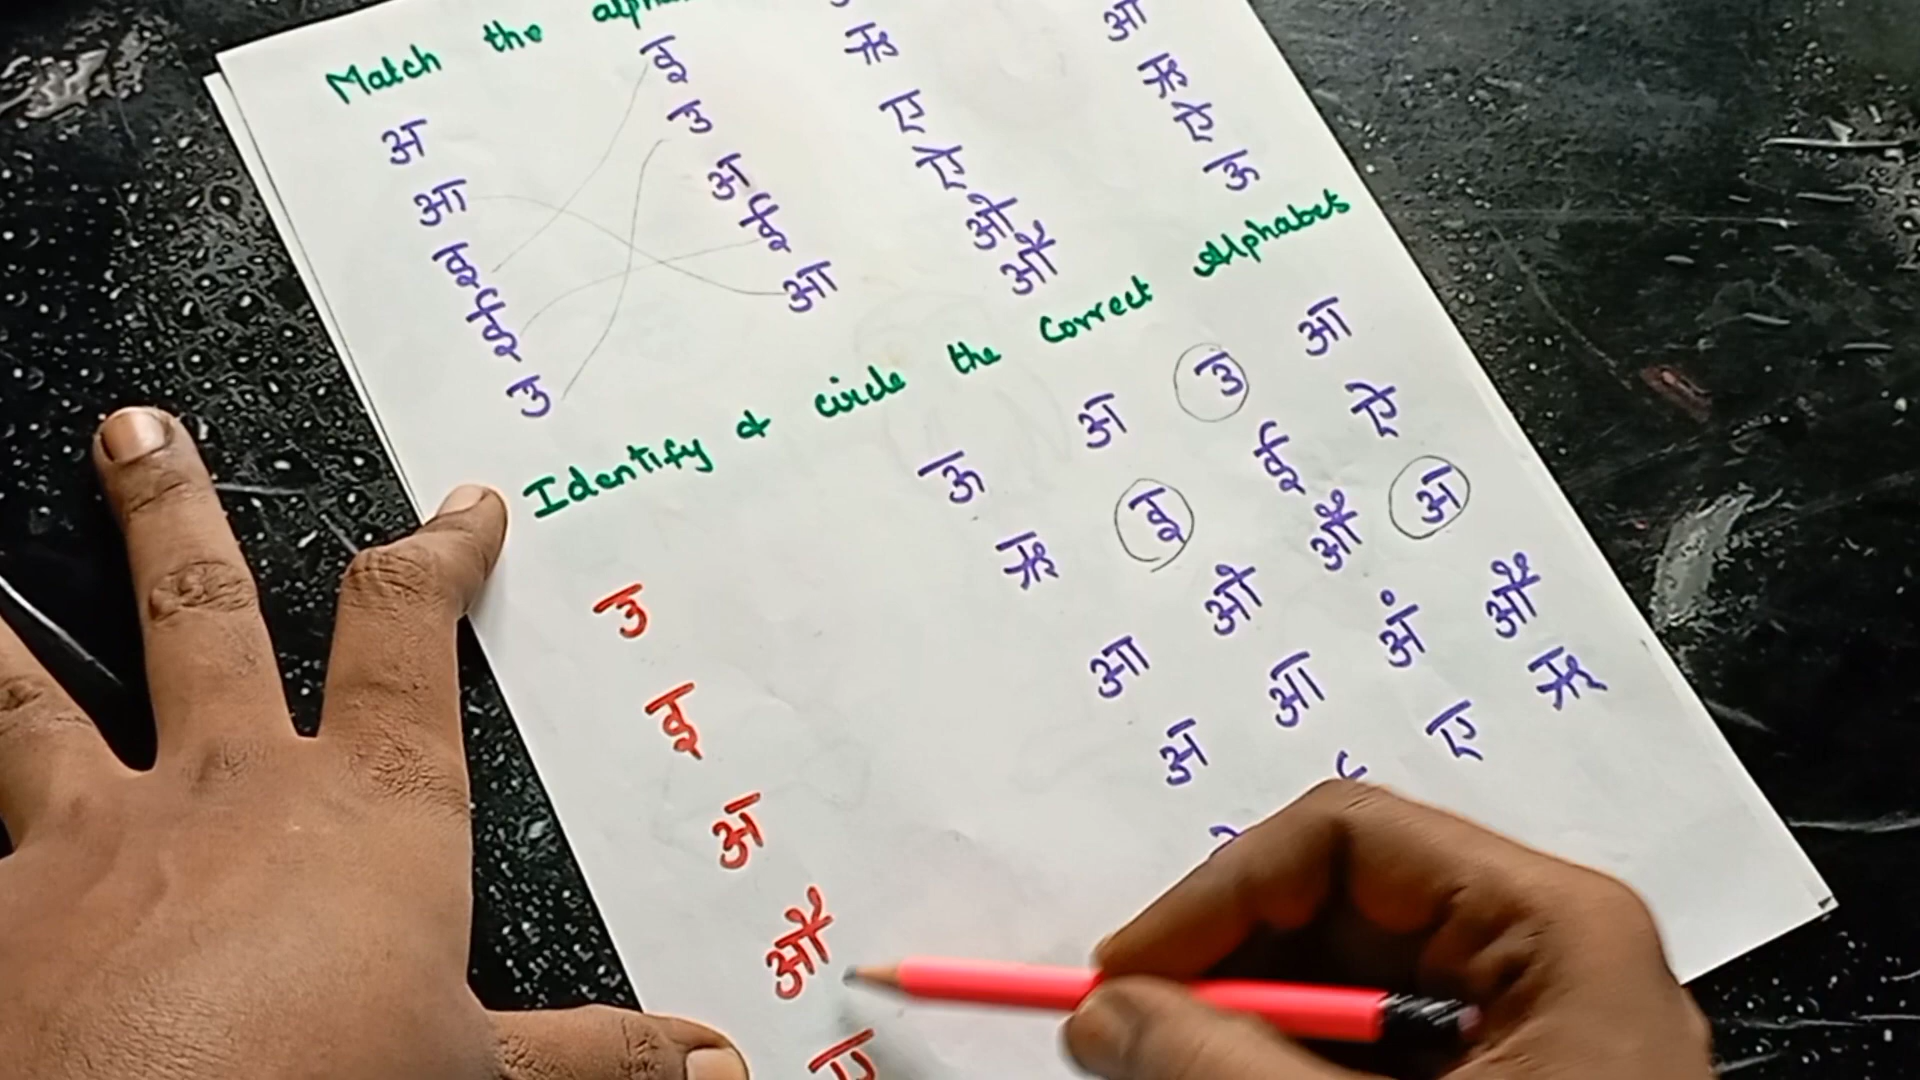 Match the
अ इ
आ उ ऋ
इ अ ए ऋ
ई ई ऐ ऐ
उ आ ओ ऊ
औ
Identify & circle the correct alphabets
उ ऊ अ उ आ
इ ऋ इ ई ऐ
अ आ ओ औ अ
औ अ आ अं औ
ए ए ऋ